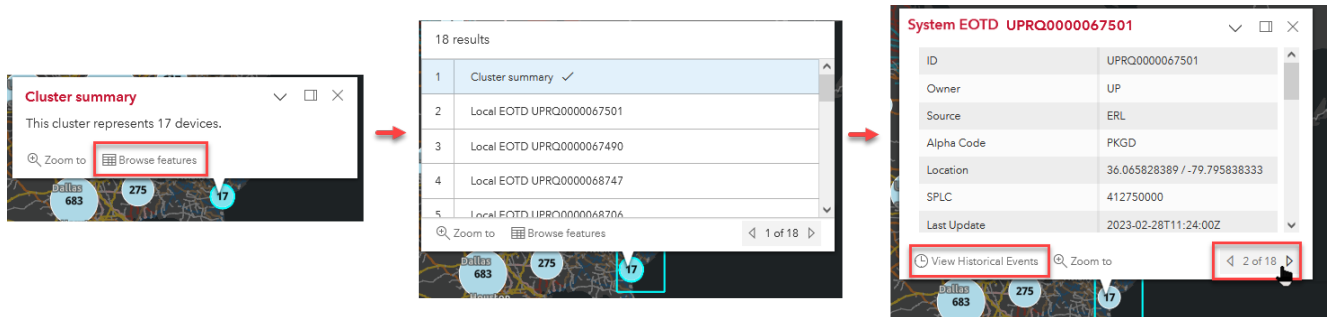 Cluster summary
This cluster represents 17 devices.
Zoom to Browse features
Dallas
683
275
17
18 results
1 Cluster summary
2 Local EOTD UPRQ0000067501
3 Local EOTD UPRQ0000067490
4 Local EOTD UPRQ0000068747
5 Local EOTD UPRQ0000068706
Zoom to Browse features 1 of 18
Dallas
683
275
17
Houston
System EOTD UPRQ0000067501
ID UPRQ0000067501
Owner UP
Source ERL
Alpha Code PKGD
Location 36.065828389 / -79.795838333
SPLC 412750000
Last Update 2023-02-28T11:24:00Z
View Historical Events Zoom to 2 of 18
Dallas
683
275
17